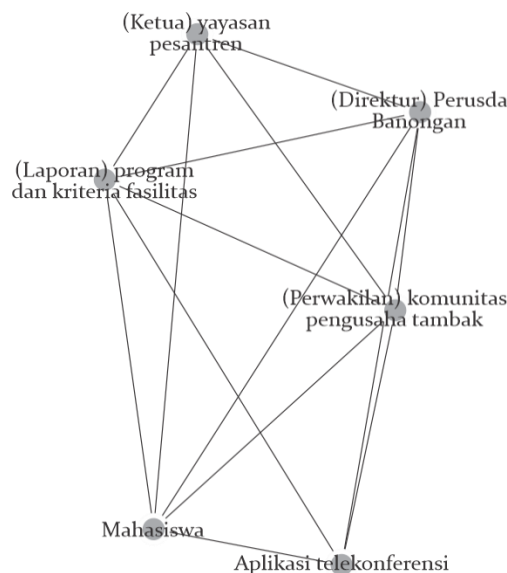 (Ketua) yayasan
pesantren
(Direktur) Perusda
Banongan
(Laporan) program
dan kriteria fasilitas
(Perwakilan) komunitas
pengusaha tambak
Mahasiswa
Aplikasi telekonferensi